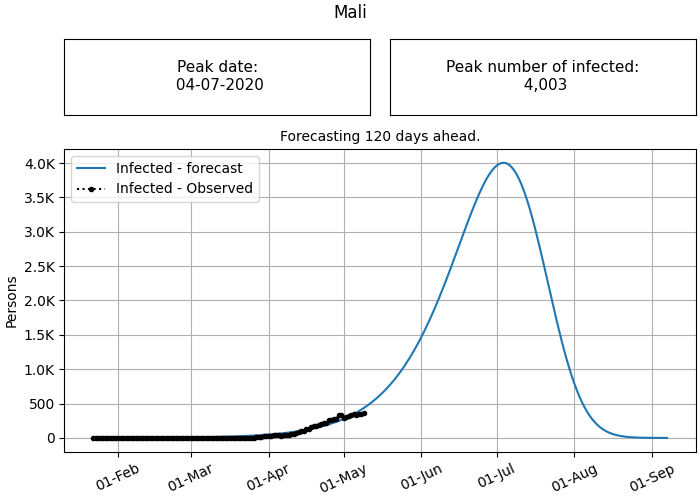 Mali
Peak date:
04-07-2020
Peak number of infected:
4,003
Forecasting 120 days ahead.
Infected - forecast
Infected - Observed
4.0K
3.5K
3.0K
2.5K
2.0K
1.5K
1.0K
500
0
Persons
01-Feb
01-Mar
01-Apr
01-May
01-Jun
01-Jul
01-Aug
01-Sep